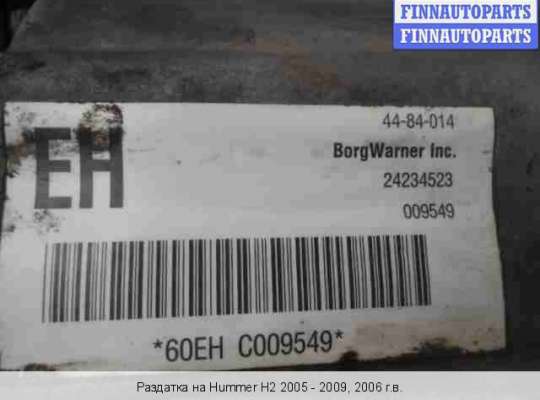 FINNAUTOPARTS
FINNAUTOPARTS
44-84-014
EH
BorgWarner Inc.
24234523
009549
*60EH C009549*
Раздатка на Hummer H2 2005 - 2009, 2006 г.в.